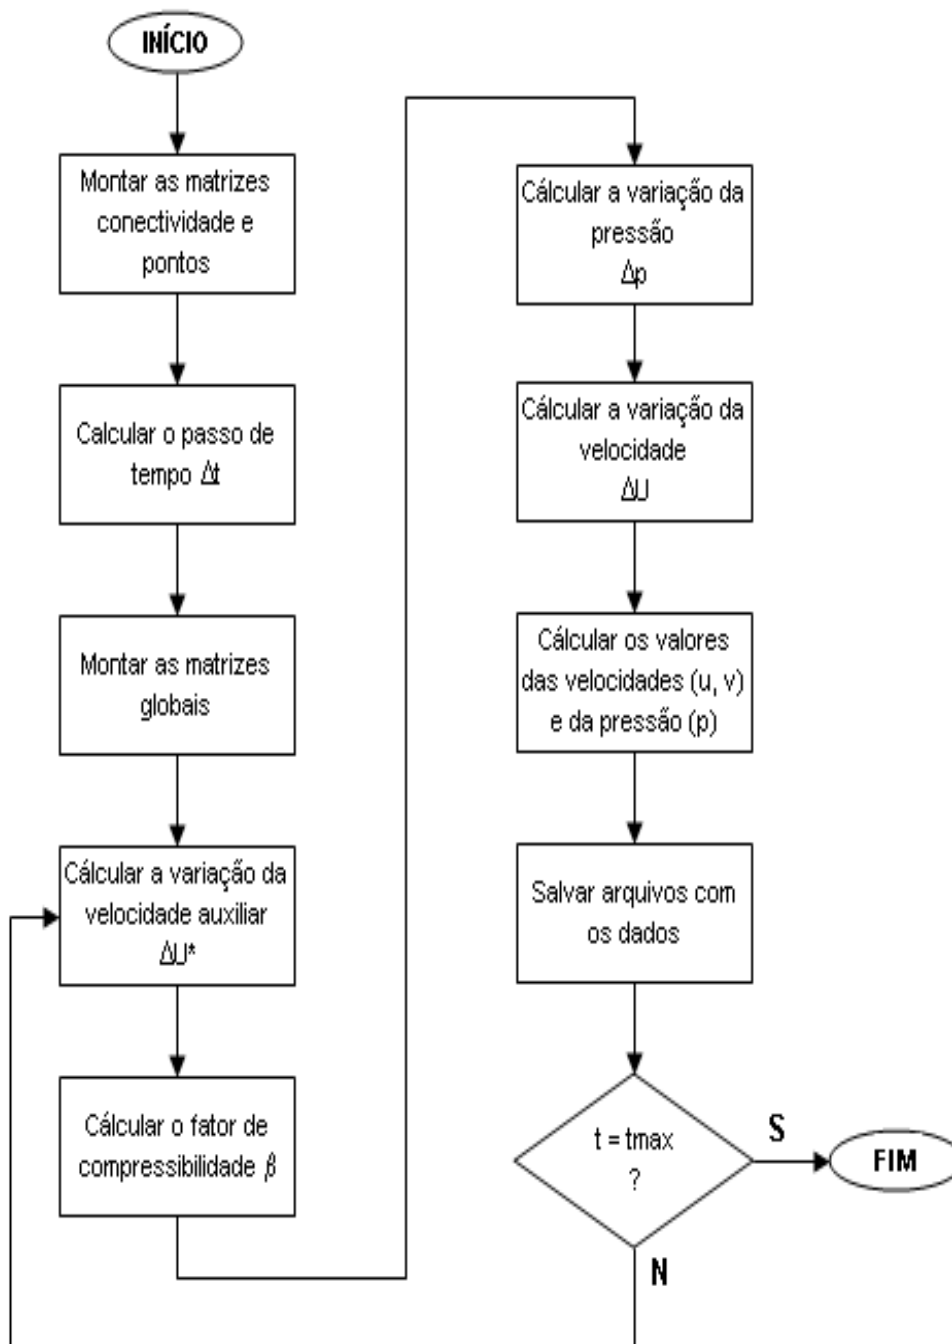 INÍCIO
Montar as matrizes
conectividade e
pontos
Calcular o passo de
tempo Δt
Montar as matrizes
globais
Cálcular a variação da
velocidade auxiliar
ΔU*
Cálcular o fator de
compressibilidade β
Cálcular a variação da
pressão
Δp
Cálcular a variação da
velocidade
ΔU
Cálcular os valores
das velocidades (u, v)
e da pressão (p)
Salvar arquivos com
os dados
t = tmax
?
S
FIM
N